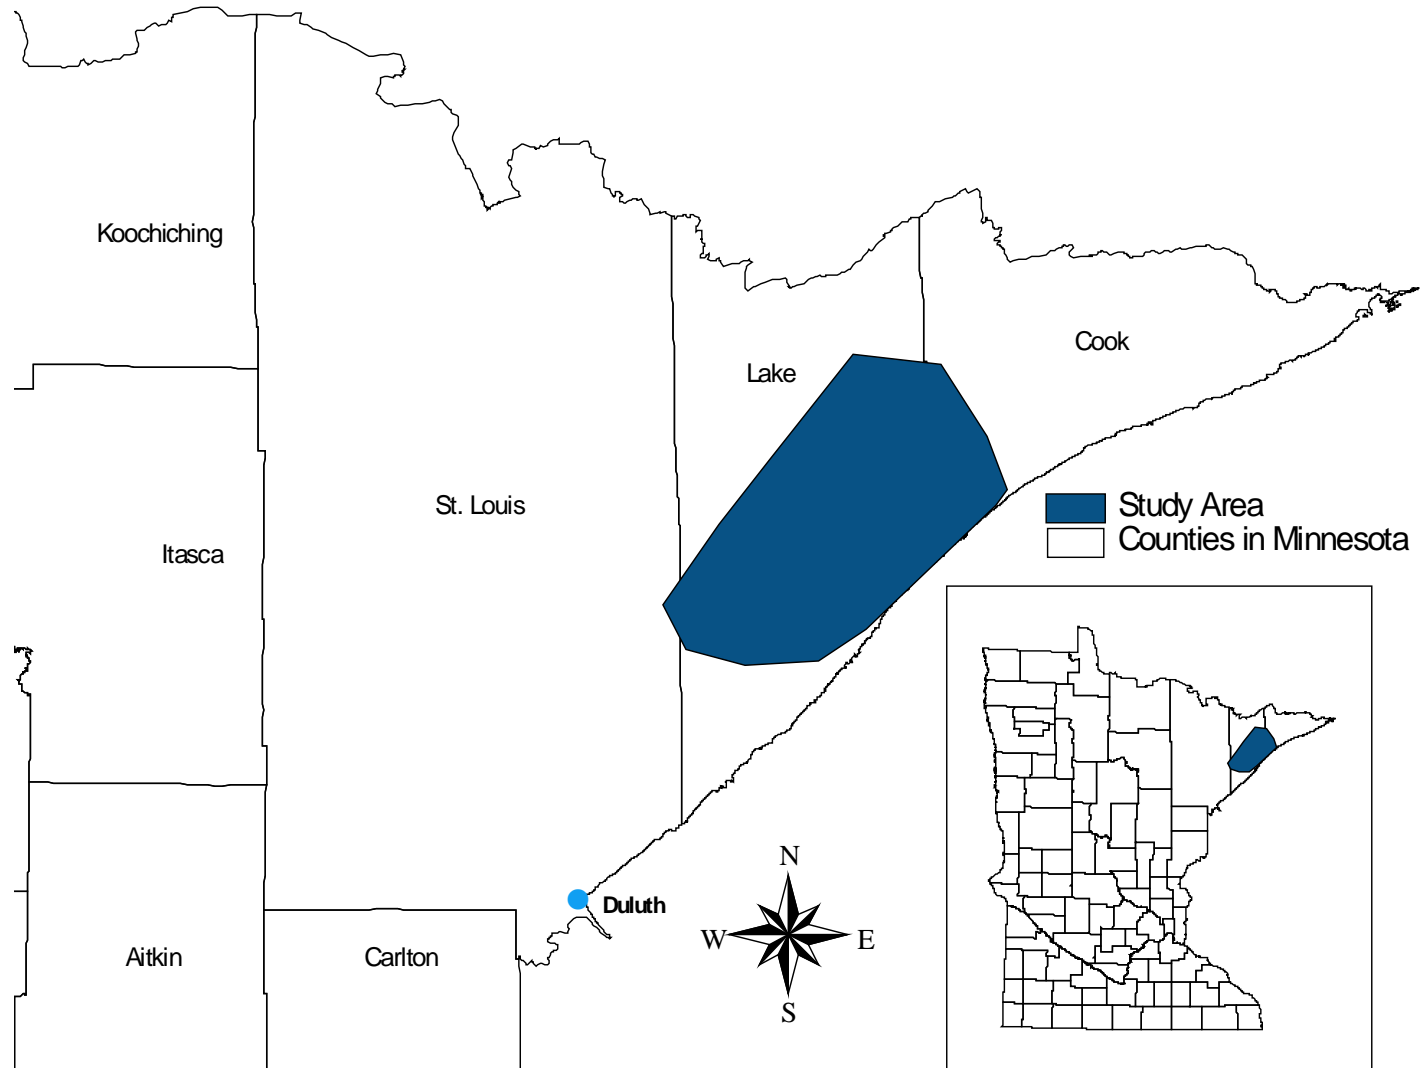 Koochiching
Cook
Lake
St. Louis
Study Area
Counties in Minnesota
Itasca
N
Duluth
W
E
Aitkin
Carlton
S